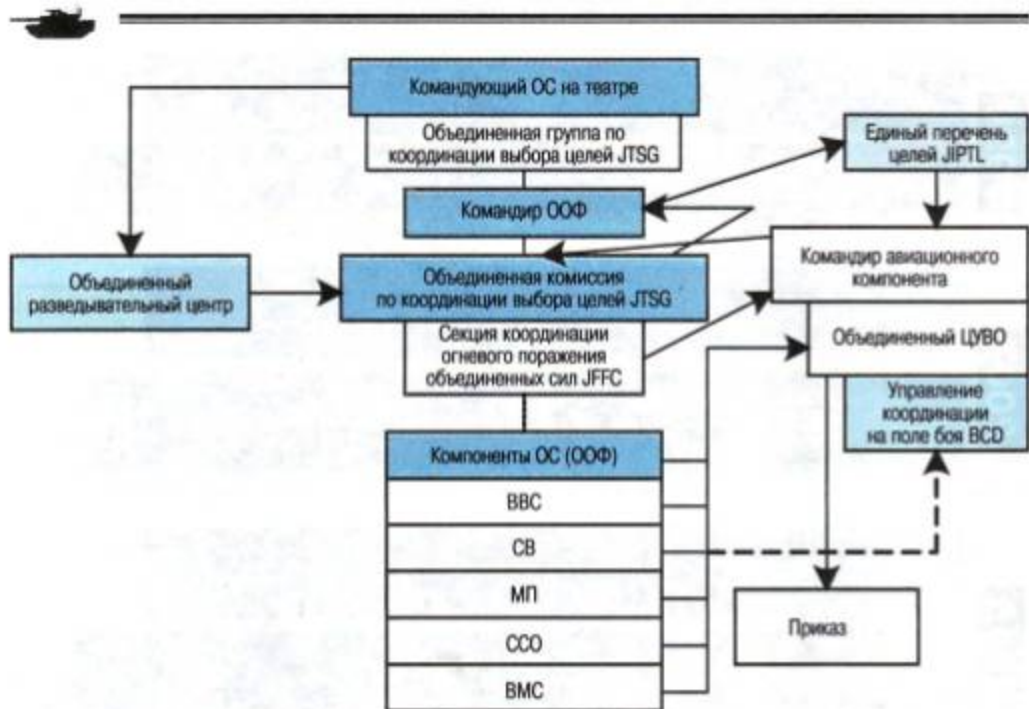 Командующий ОС на театре
Объединенная группа по
координации выбора целей JTSG
Командир ООФ
Объединенная комиссия
по координации выбора целей JTSG
Секция координации
огневого поражения
объединенных сил JFFC
Объединенный
разведывательный центр
Единый перечень
целей JIPTL
Командир авиационного
компонента
Объединенный ЦУВО
Управление
координации
на поле боя BCD
Компоненты ОС (ООФ)
ВВС
СВ
МП
ССО
ВМС
Приказ